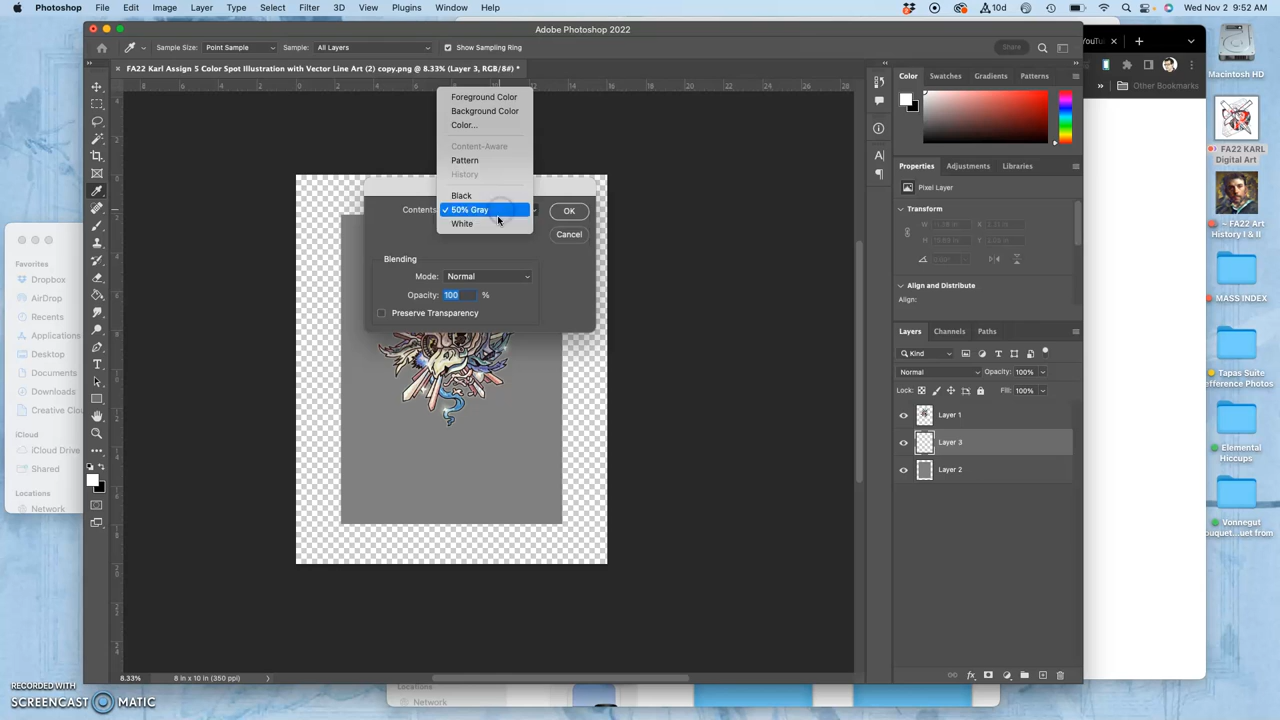 Photoshop File Edit Image Layer Type Select Filter 3D View Plugins Window Help 10d Wed Nov 2 9:52 AM
Adobe Photoshop 2022
Sample Size: Point Sample Sample: All Layers Show Sampling Ring Share
FA22 Karl Assign 5 Color Spot Illustration with Vector Line Art (2) copy.png @ 8.33% (Layer 3, RGB/8#) *
Foreground Color
Background Color
Color...
Content-Aware
Pattern
History
Black
50% Gray
White
Contents
OK
Cancel
Blending
Mode: Normal
Opacity: 100 %
Preserve Transparency
Color Swatches Gradients Patterns
Properties Adjustments Libraries
Pixel Layer
Transform
Align and Distribute
Align:
Layers Channels Paths
Kind
Normal Opacity: 100%
Lock: Fill: 100%
Layer 1
Layer 3
Layer 2
8.33% 8 in x 10 in (350 ppi)
Favorites
Dropbox
AirDrop
Recents
Applications
Desktop
Documents
Downloads
Creative Clo
iCloud
iCloud Drive
Shared
Locations
Network
Locations
Network
YouTu
Other Bookmarks
Macintosh HD
FA22 KARL
Digital Art
~ FA22 Art
History I & II
MASS INDEX
Tapas Suite
efference Photos
Elemental
Hiccups
Vonnegut
ouquet...uet from
RECORDED WITH
SCREENCAST MATIC